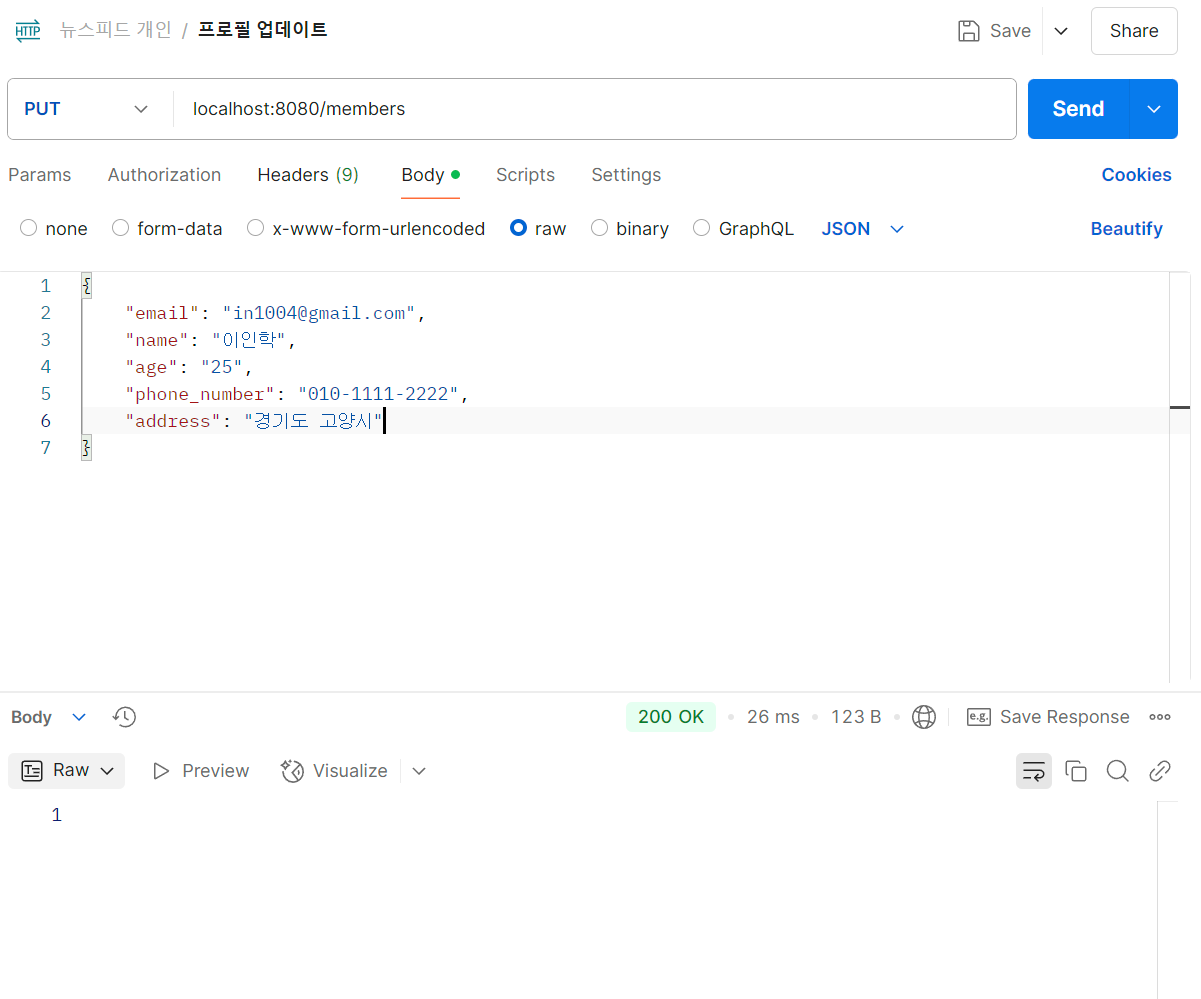 HTTP 뉴스피드 개인 / 프로필 업데이트 Save Share
PUT localhost:8080/members Send
Params Authorization Headers (9) Body Scripts Settings Cookies
none form-data x-www-form-urlencoded raw binary GraphQL JSON Beautify
1 {
2 "email": "in1004@gmail.com",
3 "name": "이인학",
4 "age": "25",
5 "phone_number": "010-1111-2222",
6 "address": "경기도 고양시"
7 }
Body 200 OK 26 ms 123 B e.g. Save Response
Raw Preview Visualize
1